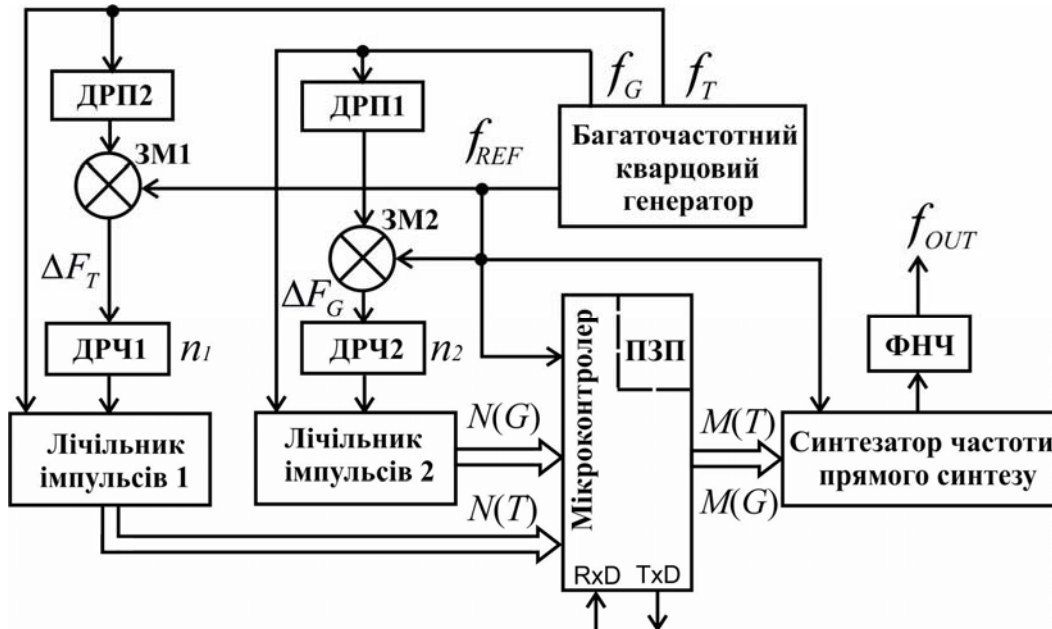 ДРП2
ДРП1
f_G
f_T
Багаточастотний
кварцовий
генератор
ЗМ1
f_REF
ЗМ2
ΔF_T
ΔF_G
f_OUT
ДРЧ1
n₁
ДРЧ2
n₂
Мікроконтролер
ПЗП
ФНЧ
Лічільник
імпульсів 1
Лічільник
імпульсів 2
N(G)
N(T)
M(T)
M(G)
Синтезатор частоти
прямого синтезу
RxD
TxD